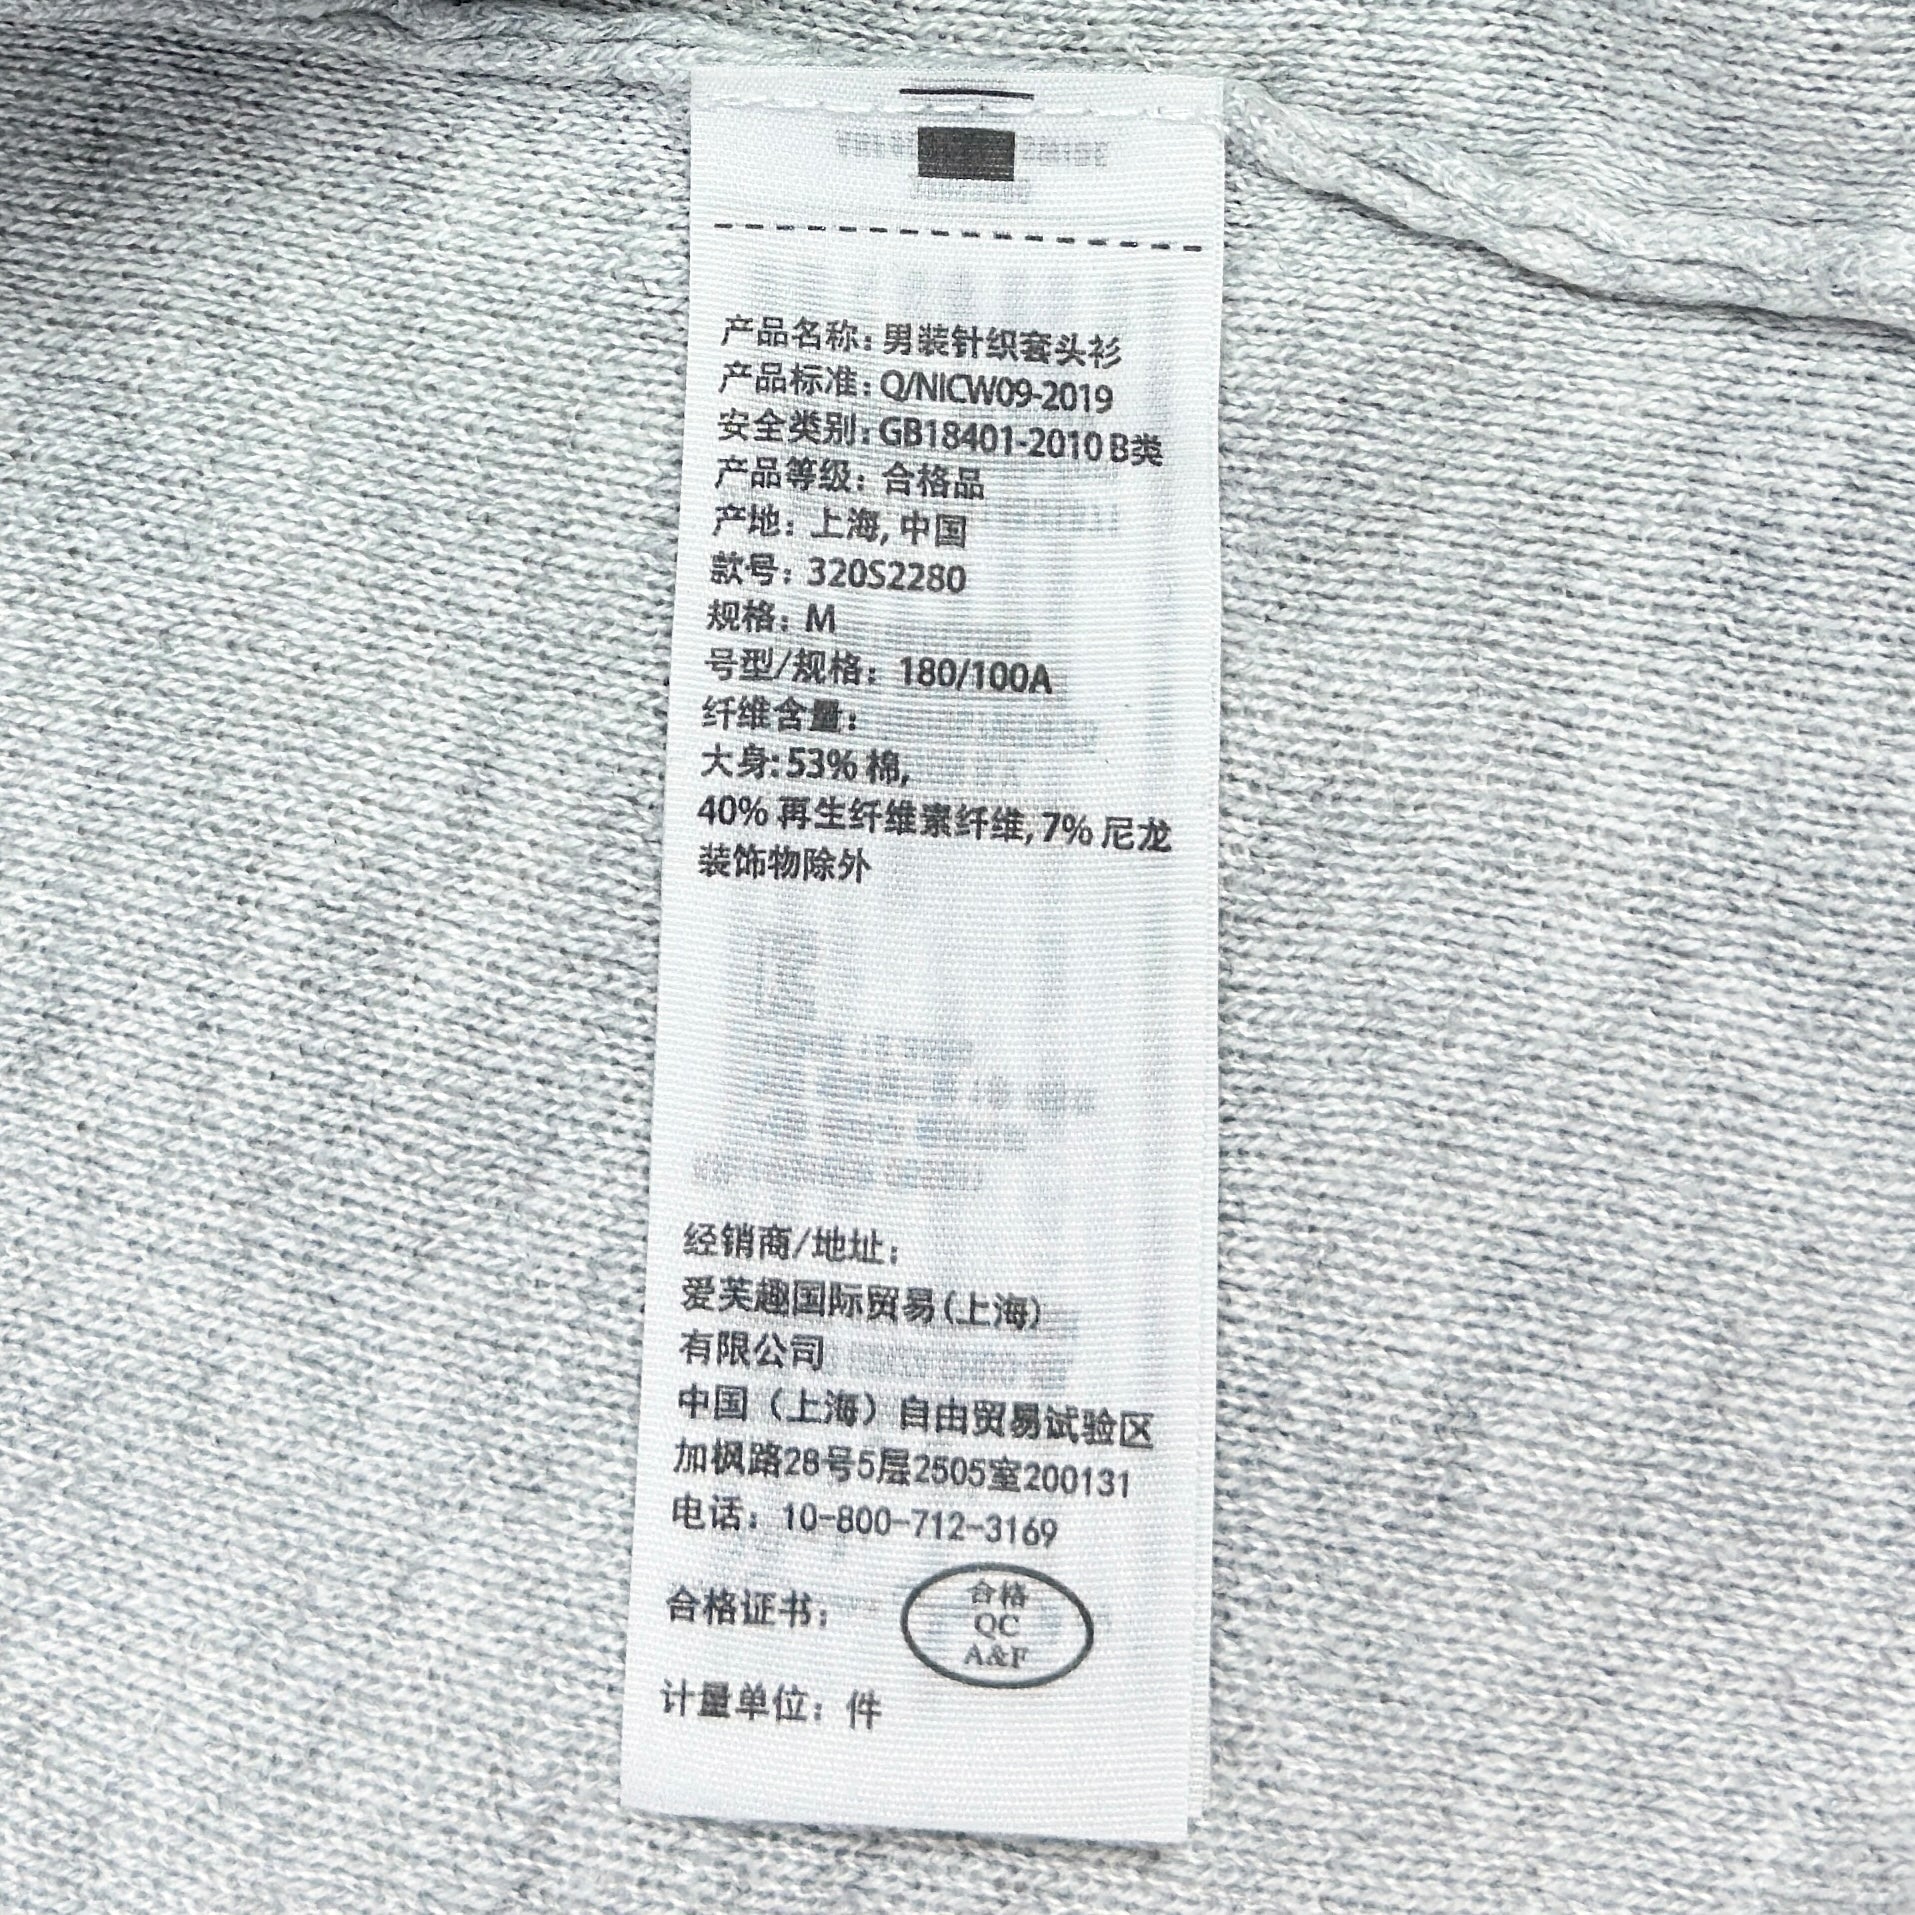 产品名称：男装针织套头衫
产品标准：Q/NICW09-2019
安全类别：GB18401-2010 B类
产品等级：合格品
产地：上海,中国
款号：320S2280
规格：M
号型/规格：180/100A
纤维含量：
大身:53% 棉,
40% 再生纤维素纤维, 7% 尼龙
装饰物除外
经销商/地址：
爱芙趣国际贸易(上海)
有限公司
中国（上海）自由贸易试验区
加枫路28号5层2505室200131
电话：10-800-712-3169
合格证书：
合格
QC
A&F
计量单位：件